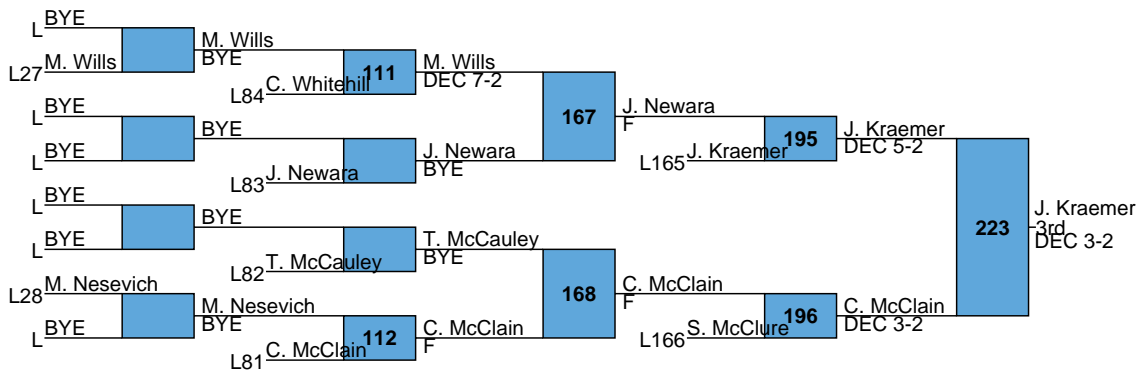 L BYE
L27 M. Wills
M. Wills
BYE
L84 C. Whitehill
111
M. Wills
DEC 7-2
L BYE
L BYE
BYE
L83 J. Newara
J. Newara
BYE
167
J. Newara
F
L165 J. Kraemer
195
J. Kraemer
DEC 5-2
L BYE
L BYE
BYE
L82 T. McCauley
T. McCauley
BYE
L28 M. Nesevich
L BYE
M. Nesevich
BYE
L81 C. McClain
112
C. McClain
F
168
C. McClain
F
L166 S. McClure
196
C. McClain
DEC 3-2
223
J. Kraemer
3rd
DEC 3-2